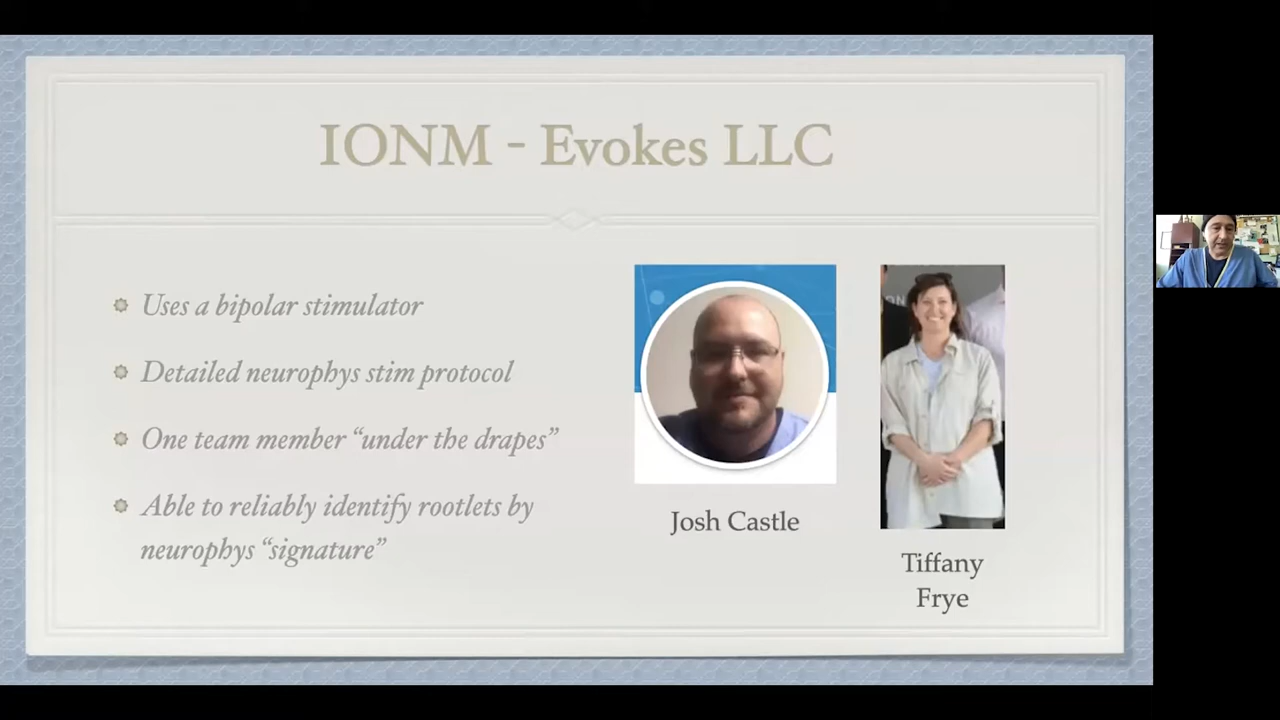 IONM - Evokes LLC
Uses a bipolar stimulator
Detailed neurophys stim protocol
One team member “under the drapes”
Able to reliably identify rootlets by
neurophys “signature”
Josh Castle
Tiffany
Frye